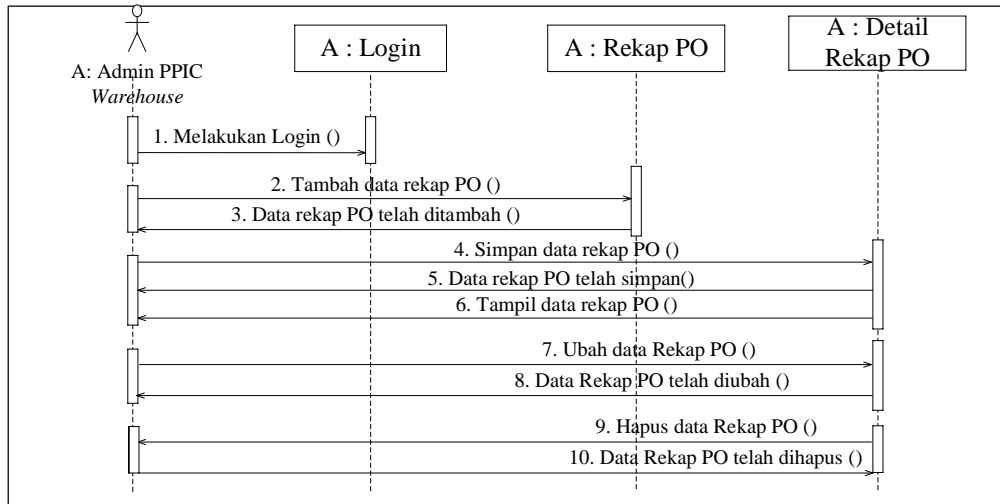 A: Admin PPIC
Warehouse
A : Login
A : Rekap PO
A : Detail
Rekap PO
1. Melakukan Login ()
2. Tambah data rekap PO ()
3. Data rekap PO telah ditambah ()
4. Simpan data rekap PO ()
5. Data rekap PO telah simpan()
6. Tampil data rekap PO ()
7. Ubah data Rekap PO ()
8. Data Rekap PO telah diubah ()
9. Hapus data Rekap PO ()
10. Data Rekap PO telah dihapus ()